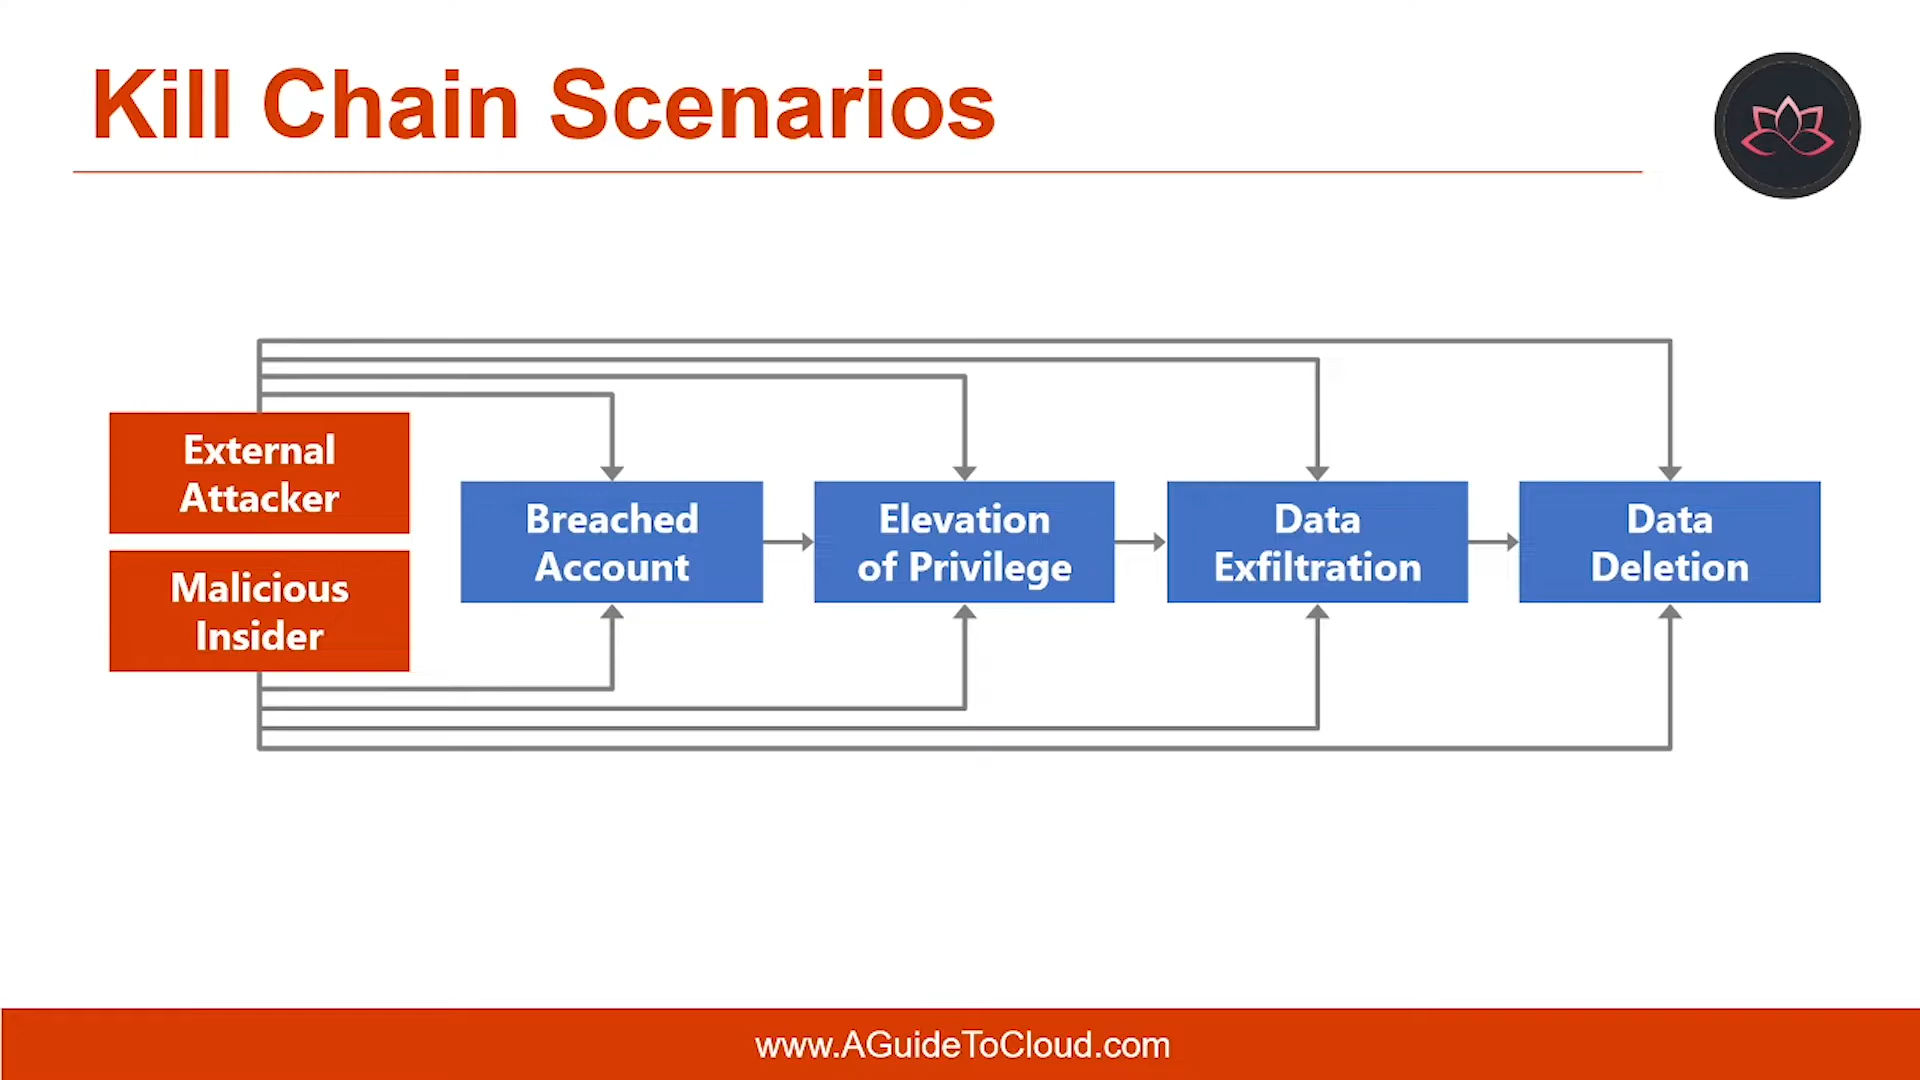 Kill Chain Scenarios
External
Attacker
Malicious
Insider
Breached
Account
Elevation
of Privilege
Data
Exfiltration
Data
Deletion
www.AGuideToCloud.com